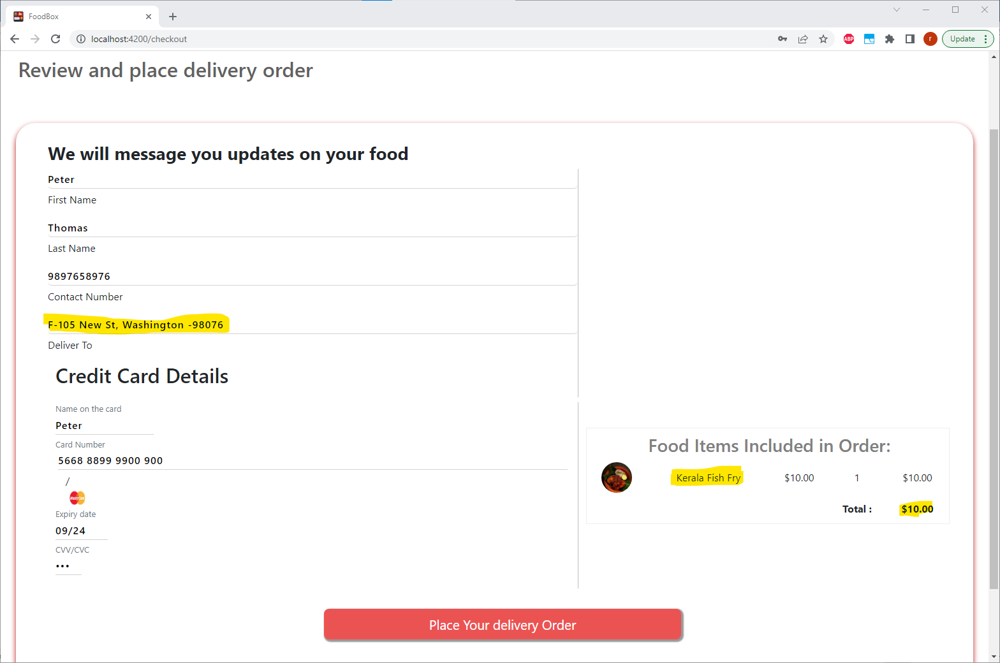 FoodBox
localhost:4200/checkout
ABP
r
Update
Review and place delivery order
We will message you updates on your food
Peter
First Name
Thomas
Last Name
9897658976
Contact Number
F-105 New St, Washington -98076
Deliver To
Credit Card Details
Name on the card
Peter
Card Number
5668 8899 9900 900
/
MasterCard
Expiry date
09/24
CVV/CVC
•••
Food Items Included in Order:
Kerala Fish Fry $10.00 1 $10.00
Total : $10.00
Place Your delivery Order